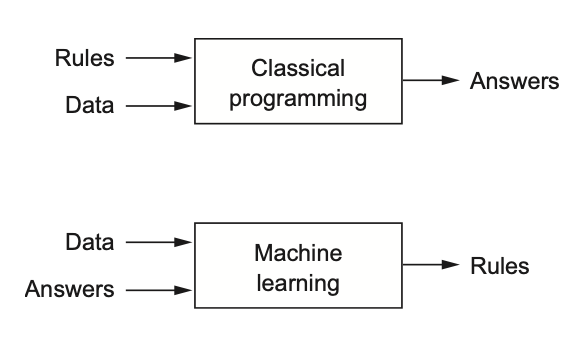 Rules
Data
Classical
programming
Answers
Data
Answers
Machine
learning
Rules